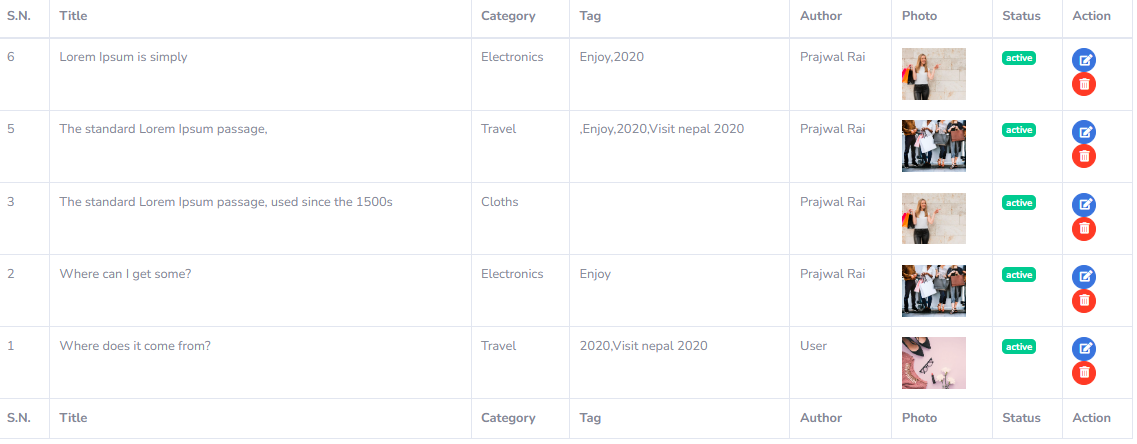 S.N. Title Category Tag Author Photo Status Action
6 Lorem Ipsum is simply Electronics Enjoy,2020 Prajwal Rai active
5 The standard Lorem Ipsum passage, Travel ,Enjoy,2020,Visit nepal 2020 Prajwal Rai active
3 The standard Lorem Ipsum passage, used since the 1500s Cloths Prajwal Rai active
2 Where can I get some? Electronics Enjoy Prajwal Rai active
1 Where does it come from? Travel 2020,Visit nepal 2020 User active
S.N. Title Category Tag Author Photo Status Action